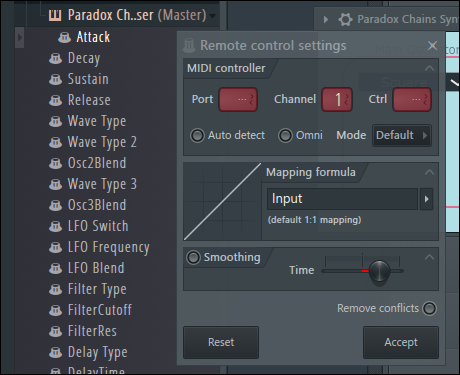 Paradox Ch..ser (Master)
Attack
Decay
Sustain
Release
Wave Type
Wave Type 2
Osc2Blend
Wave Type 3
Osc3Blend
LFO Switch
LFO Frequency
LFO Blend
Filter Type
FilterCutoff
FilterRes
Delay Type
DelayTime
Paradox Chains Syn
Remote control settings
MIDI controller
Port --- Channel 1 Ctrl ---
Auto detect Omni Mode Default
Mapping formula
Input
(default 1:1 mapping)
Smoothing
Time
Remove conflicts
Reset Accept